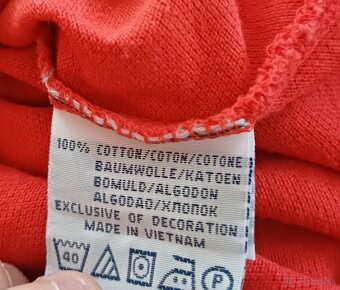 100% COTTON/COTON/COTONE
BAUMWOLLE/KATOEN
BOMULD/ALGODON
ALGODAO/ХЛОПОК
EXCLUSIVE OF DECORATION
MADE IN VIETNAM
40 P